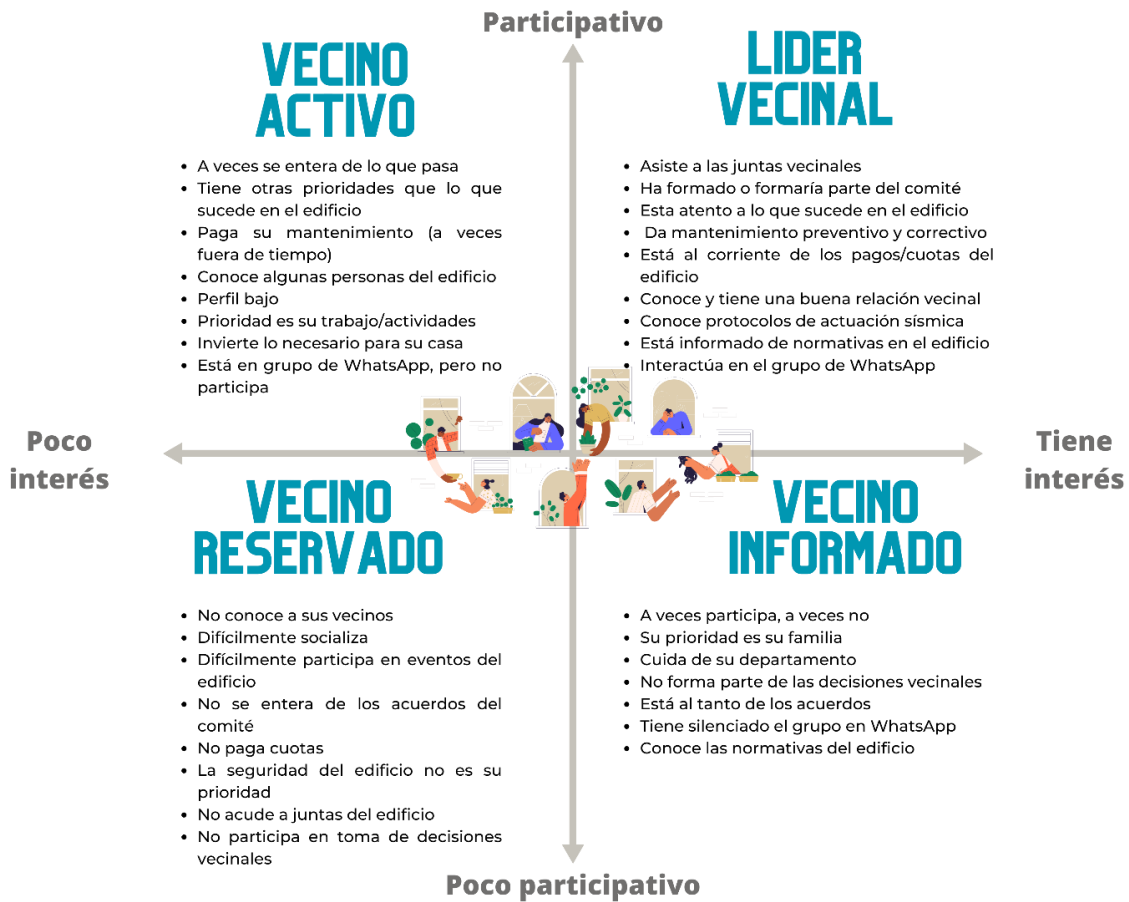 Participativo
VECINO
ACTIVO
• A veces se entera de lo que pasa
• Tiene otras prioridades que lo que
sucede en el edificio
• Paga su mantenimiento (a veces
fuera de tiempo)
• Conoce algunas personas del edificio
• Perfil bajo
• Prioridad es su trabajo/actividades
• Invierte lo necesario para su casa
• Está en grupo de WhatsApp, pero no
participa
LIDER
VECINAL
• Asiste a las juntas vecinales
• Ha formado o formaría parte del comité
• Esta atento a lo que sucede en el edificio
• Da mantenimiento preventivo y correctivo
• Está al corriente de los pagos/cuotas del
edificio
• Conoce y tiene una buena relación vecinal
• Conoce protocolos de actuación sísmica
• Está informado de normativas en el edificio
• Interactúa en el grupo de WhatsApp
Poco
interés
Tiene
interés
VECINO
RESERVADO
• No conoce a sus vecinos
• Difícilmente socializa
• Difícilmente participa en eventos del
edificio
• No se entera de los acuerdos del
comité
• No paga cuotas
• La seguridad del edificio no es su
prioridad
• No acude a juntas del edificio
• No participa en toma de decisiones
vecinales
VECINO
INFORMADO
• A veces participa, a veces no
• Su prioridad es su familia
• Cuida de su departamento
• No forma parte de las decisiones vecinales
• Está al tanto de los acuerdos
• Tiene silenciado el grupo en WhatsApp
• Conoce las normativas del edificio
Poco participativo